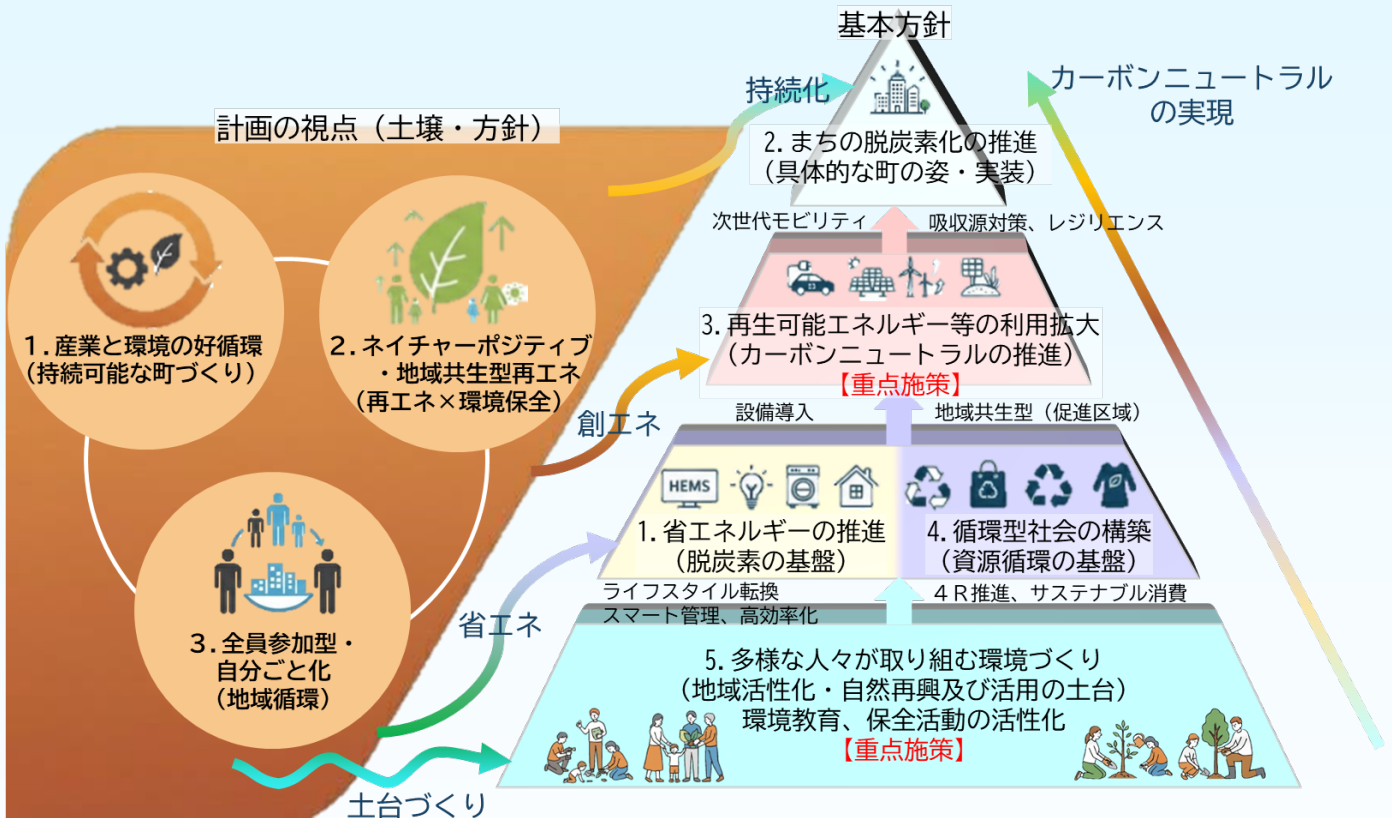 基本方針
カーボンニュートラル
の実現
持続化
計画の視点（土壌・方針）
2.まちの脱炭素化の推進
（具体的な町の姿・実装）
次世代モビリティ
吸収源対策、レジリエンス
1.産業と環境の好循環
（持続可能な町づくり）
2.ネイチャーポジティブ
・地域共生型再エネ
（再エネ×環境保全）
3.再生可能エネルギー等の利用拡大
（カーボンニュートラルの推進）
【重点施策】
創エネ
設備導入
地域共生型（促進区域）
HEMS
1.省エネルギーの推進
（脱炭素の基盤）
4.循環型社会の構築
（資源循環の基盤）
ライフスタイル転換
スマート管理、高効率化
４Ｒ推進、サステナブル消費
省エネ
3.全員参加型・
自分ごと化
（地域循環）
5.多様な人々が取り組む環境づくり
（地域活性化・自然再興及び活用の土台）
環境教育、保全活動の活性化
【重点施策】
土台づくり